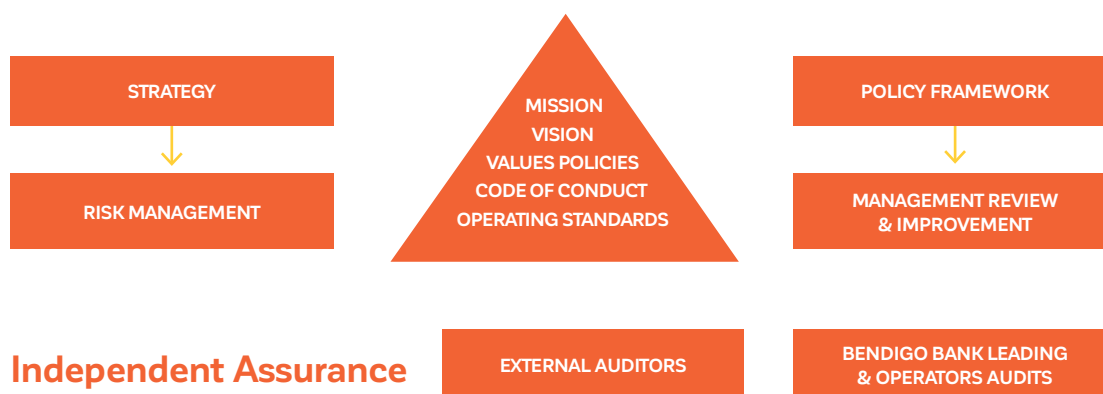 STRATEGY
RISK MANAGEMENT
MISSION
VISION
VALUES POLICIES
CODE OF CONDUCT
OPERATING STANDARDS
POLICY FRAMEWORK
MANAGEMENT REVIEW
& IMPROVEMENT
Independent Assurance
EXTERNAL AUDITORS
BENDIGO BANK LEADING
& OPERATORS AUDITS